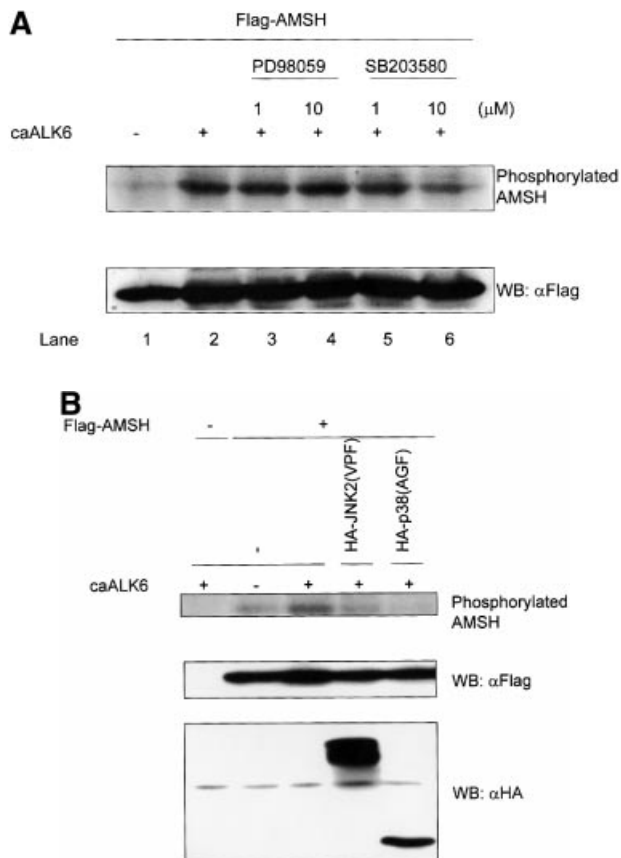 A
Flag-AMSH
PD98059 SB203580
1 10 1 10 (μM)
caALK6 - + + + + +
Phosphorylated
AMSH
WB: αFlag
Lane 1 2 3 4 5 6
B
Flag-AMSH - +
HA-JNK2(VPF)
HA-p38(AGF)
-
caALK6 + - + + +
Phosphorylated
AMSH
WB: αFlag
WB: αHA